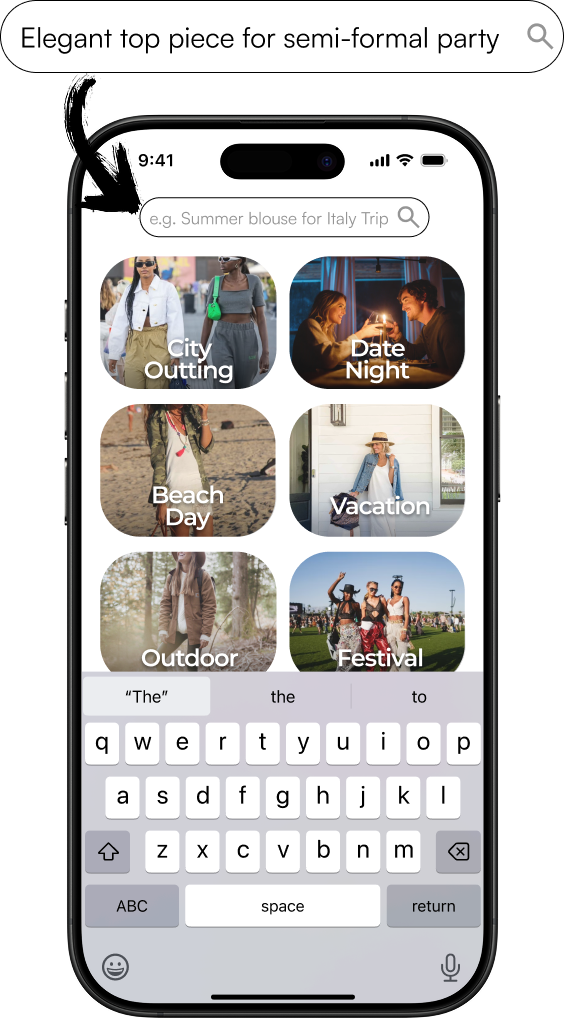 Elegant top piece for semi-formal party
9:41
e.g. Summer blouse for Italy Trip
City
Outting
Date
Night
Beach
Day
Vacation
Outdoor
Festival
“The” the to
q w e r t y u i o p
a s d f g h j k l
z x c v b n m
ABC space return